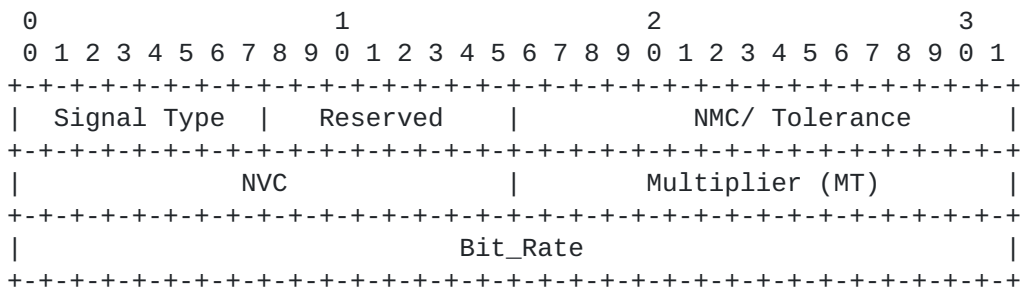 0                   1                   2                   3
 0 1 2 3 4 5 6 7 8 9 0 1 2 3 4 5 6 7 8 9 0 1 2 3 4 5 6 7 8 9 0 1
+-+-+-+-+-+-+-+-+-+-+-+-+-+-+-+-+-+-+-+-+-+-+-+-+-+-+-+-+-+-+-+-+
|  Signal Type  |   Reserved    |           NMC/ Tolerance      |
+-+-+-+-+-+-+-+-+-+-+-+-+-+-+-+-+-+-+-+-+-+-+-+-+-+-+-+-+-+-+-+-+
|              NVC              |        Multiplier (MT)        |
+-+-+-+-+-+-+-+-+-+-+-+-+-+-+-+-+-+-+-+-+-+-+-+-+-+-+-+-+-+-+-+-+
|                            Bit_Rate                           |
+-+-+-+-+-+-+-+-+-+-+-+-+-+-+-+-+-+-+-+-+-+-+-+-+-+-+-+-+-+-+-+-+